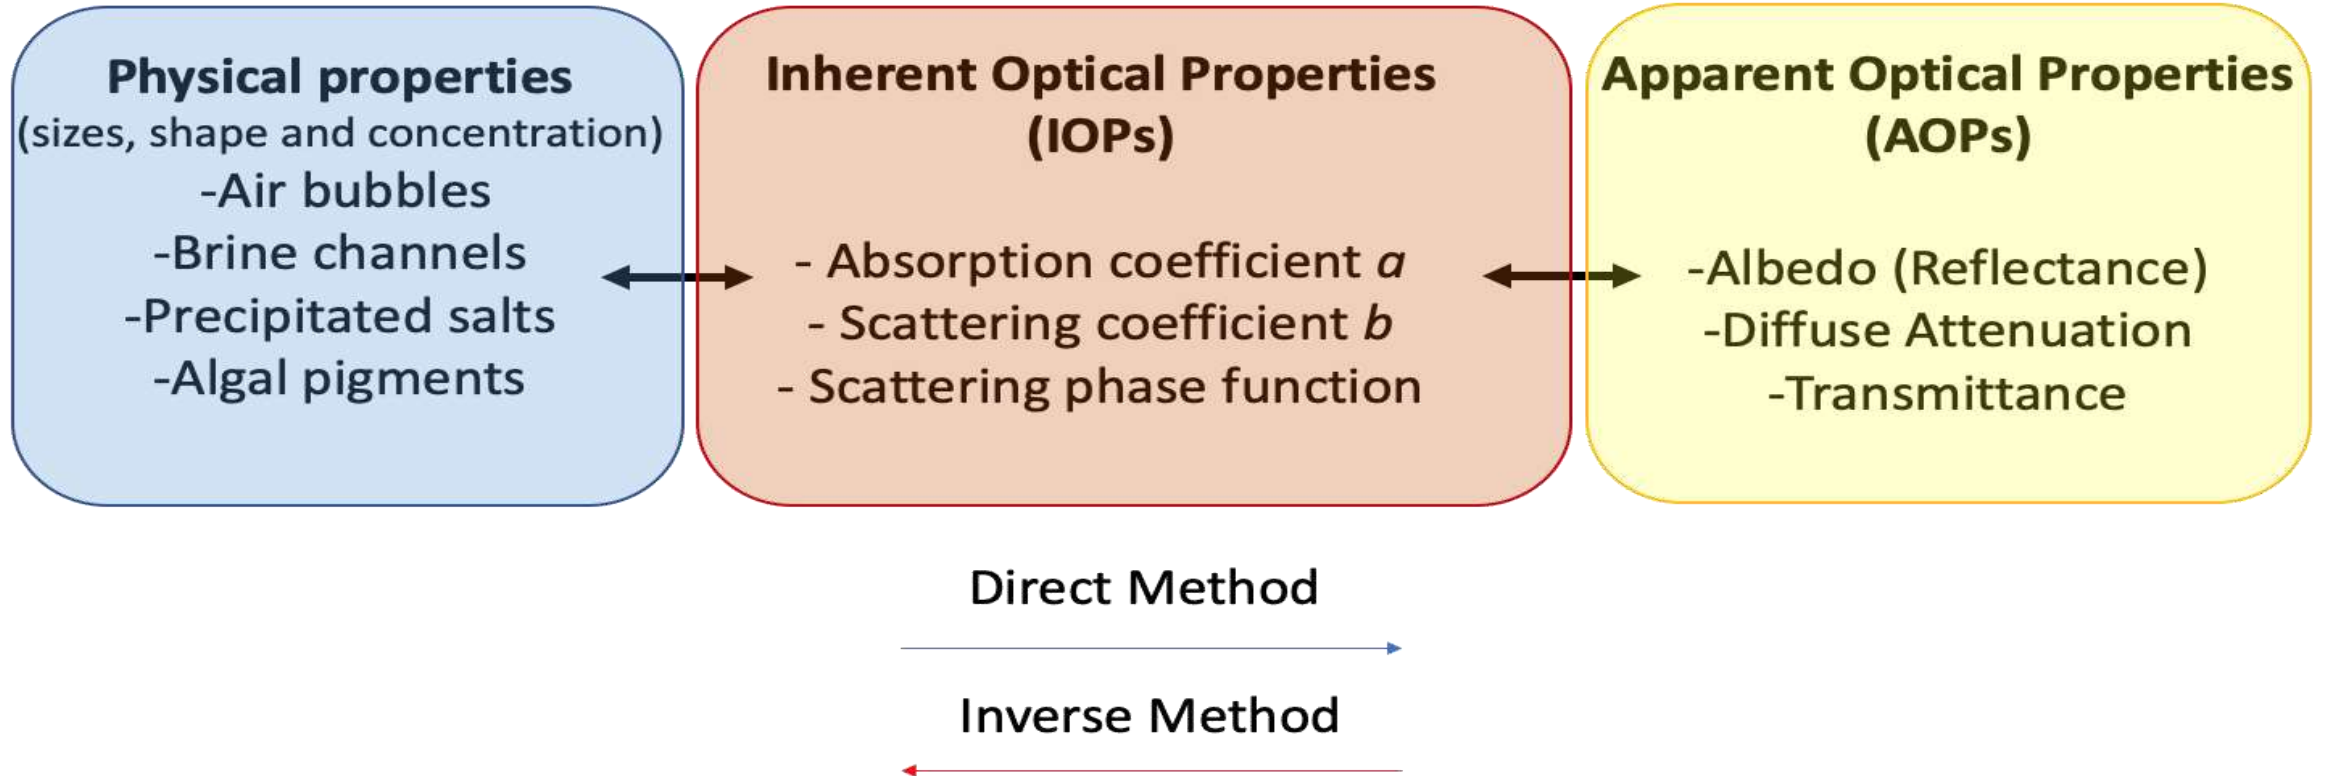 Physical properties
(sizes, shape and concentration)
-Air bubbles
-Brine channels
-Precipitated salts
-Algal pigments
Inherent Optical Properties
(IOPs)
- Absorption coefficient a
- Scattering coefficient b
- Scattering phase function
Apparent Optical Properties
(AOPs)
-Albedo (Reflectance)
-Diffuse Attenuation
-Transmittance
Direct Method
Inverse Method